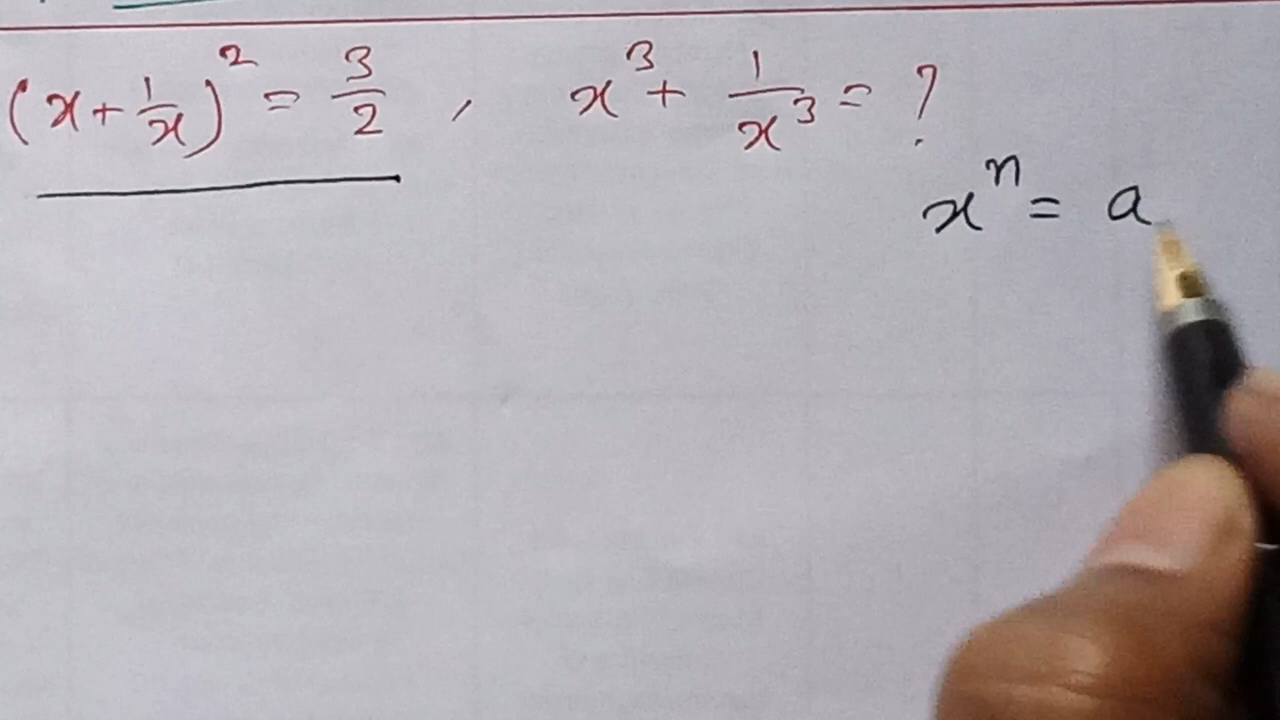 (x + 1/x)² = 3/2 , x³ + 1/x³ = ?
xⁿ = a